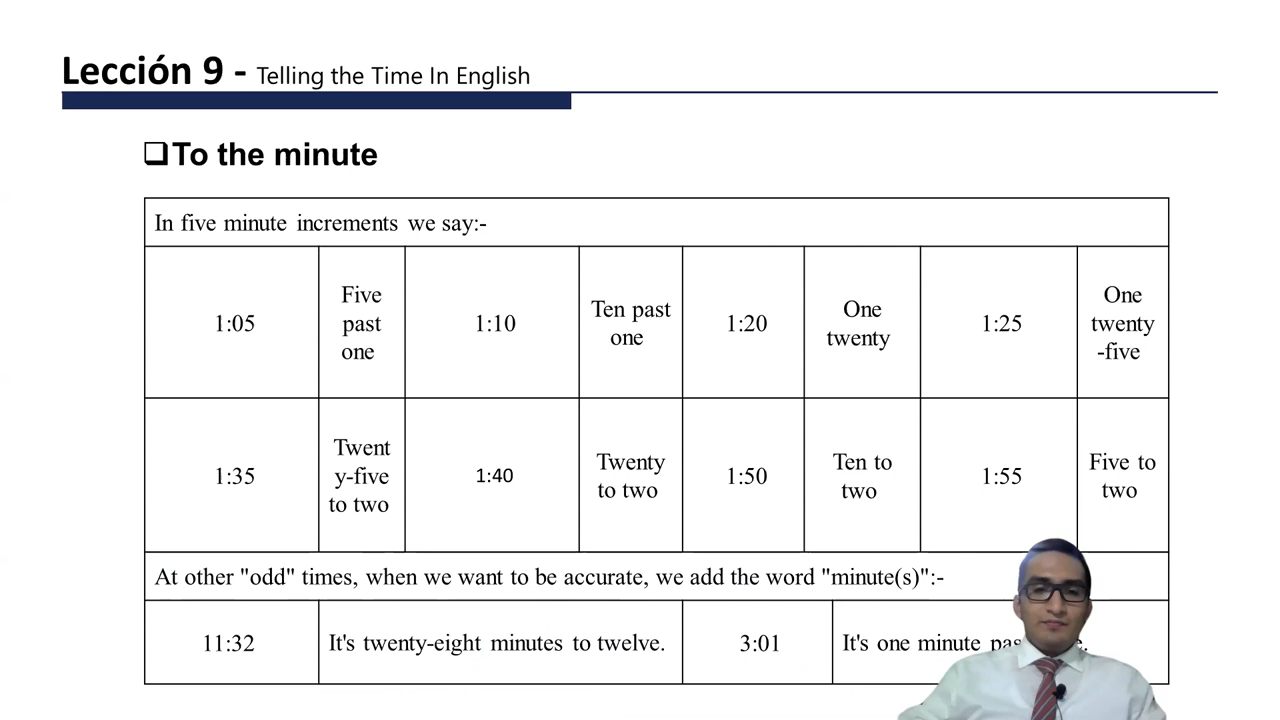 Lección 9 - Telling the Time In English
To the minute
In five minute increments we say:-
1:05
Five
past
one
1:10
Ten past
one
1:20
One
twenty
1:25
One
twenty
-five
1:35
Twent
y-five
to two
1:40
Twenty
to two
1:50
Ten to
two
1:55
Five to
two
At other "odd" times, when we want to be accurate, we add the word "minute(s)":-
11:32
It's twenty-eight minutes to twelve.
3:01
It's one minute